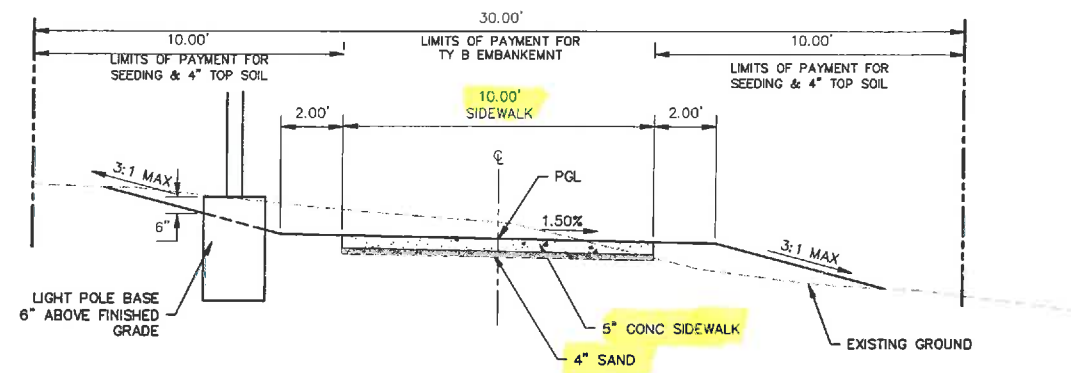 30.00'
10.00'
LIMITS OF PAYMENT FOR
TY B EMBANKEMNT
10.00'
LIMITS OF PAYMENT FOR
SEEDING & 4" TOP SOIL
LIMITS OF PAYMENT FOR
SEEDING & 4" TOP SOIL
2.00'
10.00'
SIDEWALK
2.00'
3:1 MAX
6"
℄
PGL
1.50%
3:1 MAX
LIGHT POLE BASE
6" ABOVE FINISHED
GRADE
5" CONC SIDEWALK
4" SAND
EXISTING GROUND